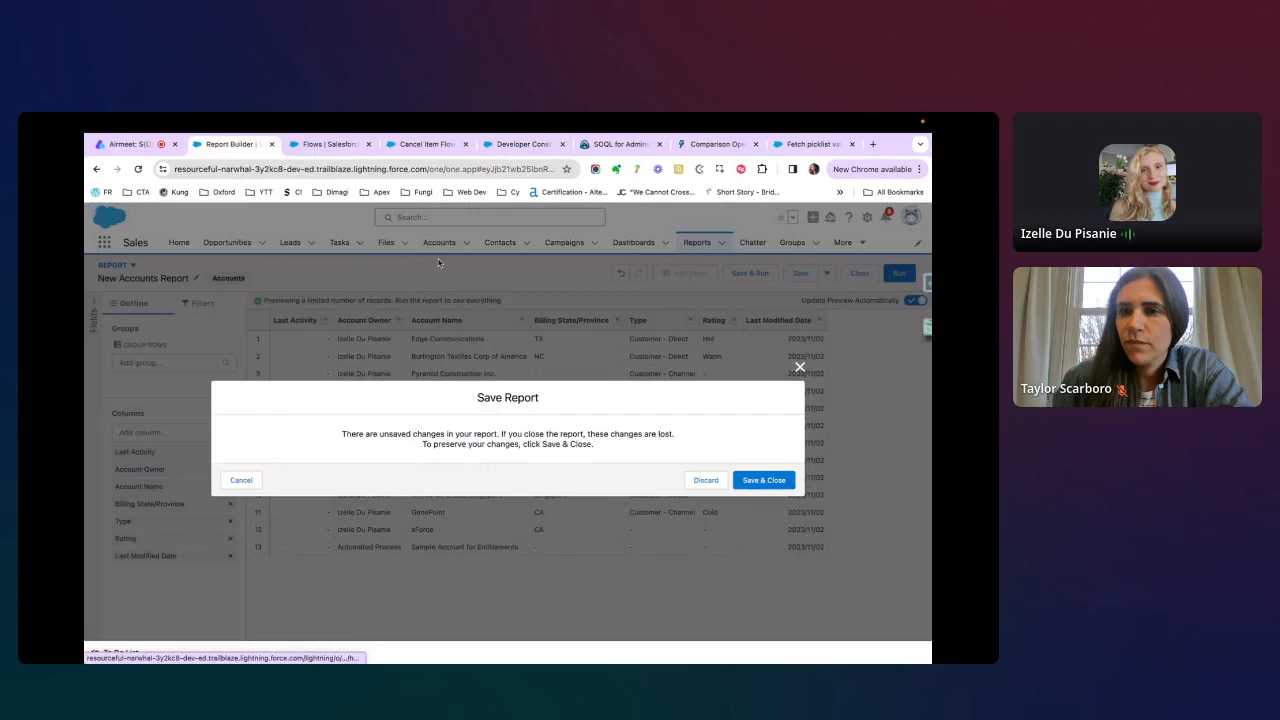 Airmeet: S(O
Report Builder |
Flows | Salesforc
Cancel Item Flow
Developer Cons
SOQL for Admin
Comparison Ope
Fetch picklist val
resourceful-narwhal-3y2kc8-dev-ed.trailblaze.lightning.force.com/one/one.app#eyJjb21wb25lbnR...
New Chrome available
FR
CTA
Kung
Oxford
YTT
CI
Dimagi
Apex
Fungi
Web Dev
Cy
Certification - Alte...
"We Cannot Cross...
Short Story - Brid...
»
All Bookmarks
Search...
Sales
Home
Opportunities
Leads
Tasks
Files
Accounts
Contacts
Campaigns
Dashboards
Reports
Chatter
Groups
More
REPORT
New Accounts Report
Accounts
Add Chart
Save & Run
Save
Close
Run
Fields
Outline
Filters
Previewing a limited number of records. Run the report to see everything.
Update Preview Automatically
Groups
GROUP ROWS
Add group...
Columns
Add column...
Last Activity
Account Owner
Account Name
Billing State/Province
Type
Rating
Last Modified Date
Last Activity Account Owner Account Name Billing State/Province Type Rating Last Modified Date
1 - Izelle Du Pisanie Edge Communications TX Customer - Direct Hot 2023/11/02
2 - Izelle Du Pisanie Burlington Textiles Corp of America NC Customer - Direct Warm 2023/11/02
3 - Izelle Du Pisanie Pyramid Construction Inc. - Customer - Channel - 2023/11/02
Save Report
There are unsaved changes in your report. If you close the report, these changes are lost.
To preserve your changes, click Save & Close.
Cancel
Discard
Save & Close
11 - Izelle Du Pisanie GenePoint CA Customer - Channel Cold 2023/11/02
12 - Izelle Du Pisanie sForce CA - - 2023/11/02
13 - Automated Process Sample Account for Entitlements - - - 2023/11/02
resourceful-narwhal-3y2kc8-dev-ed.trailblaze.lightning.force.com/lightning/o/.../h...
Izelle Du Pisanie
Taylor Scarboro